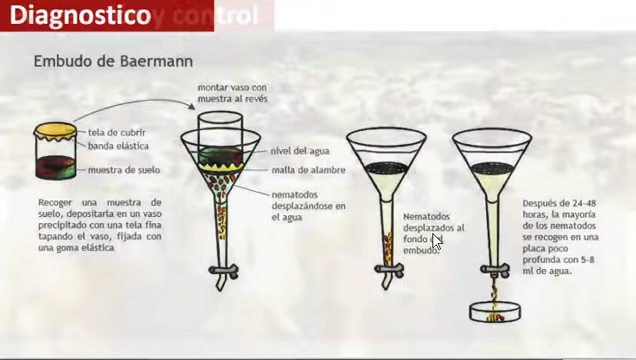 Diagnostico y control
Embudo de Baermann
montar vaso con
muestra al revés
tela de cubrir
banda elástica
muestra de suelo
nivel del agua
malla de alambre
nematodos
desplazándose en
el agua
Recoger una muestra de
suelo, depositarla en un vaso
precipitado con una tela fina
tapando el vaso, fijada con
una goma elástica
Nematodos
desplazados al
fondo
embudo.
Después de 24-48
horas, la mayoría
de los nematodos
se recogen en una
placa poco
profunda con 5-8
ml de agua.